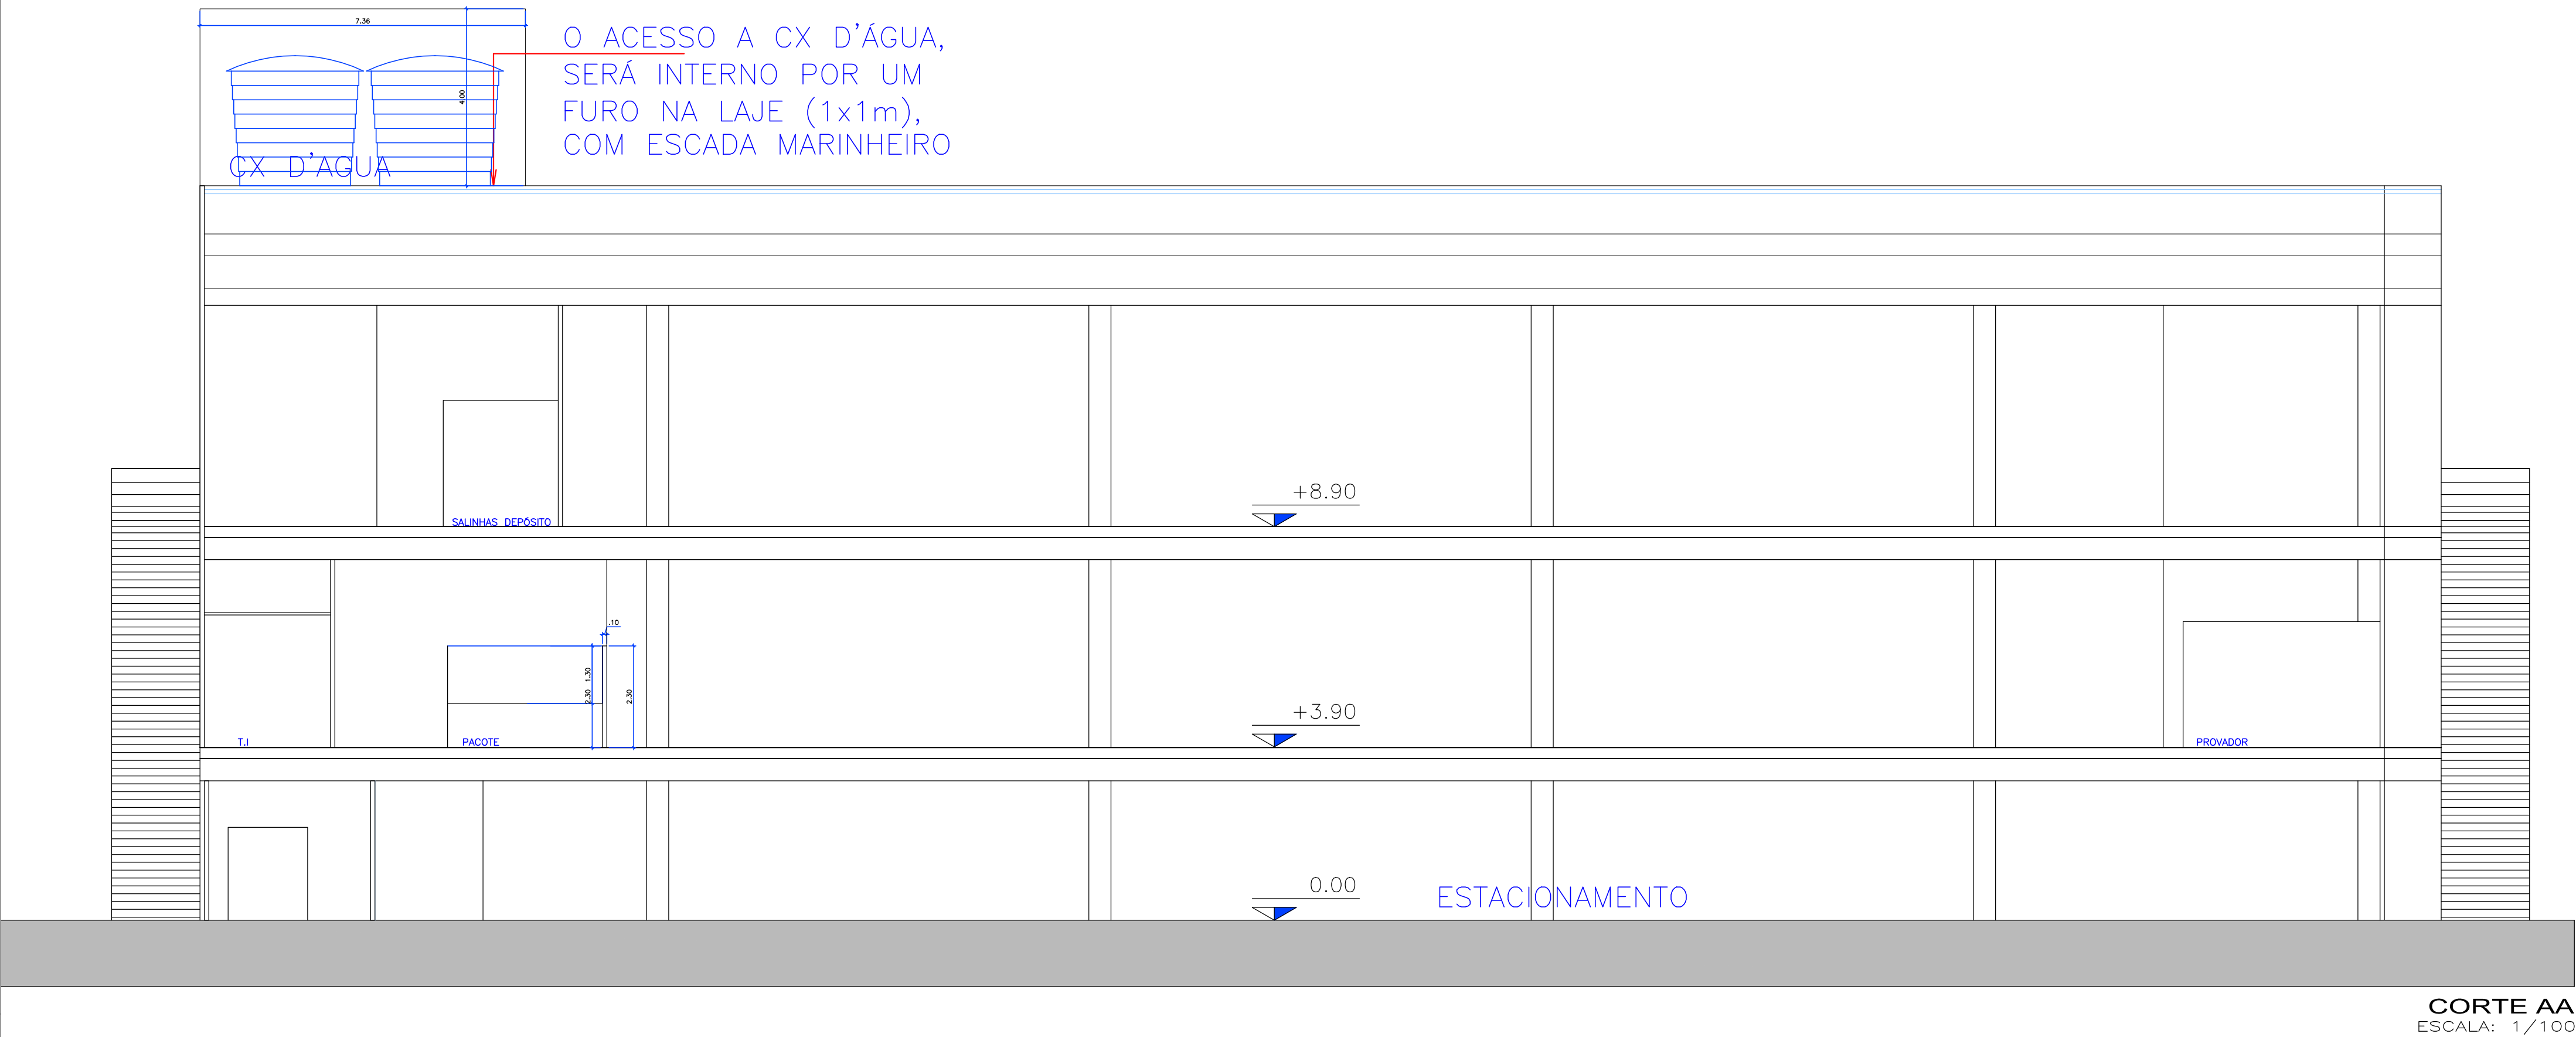 7.36
O ACESSO A CX D'ÁGUA,
SERÁ INTERNO POR UM
FURO NA LAJE (1x1m),
COM ESCADA MARINHEIRO
4.00
CX D'AGUA
+8.90
SALINHAS DEPÓSITO
.10
1.30
2.30
2.30
+3.90
T.I
PACOTE
PROVADOR
0.00
ESTACIONAMENTO
CORTE AA
ESCALA: 1/100